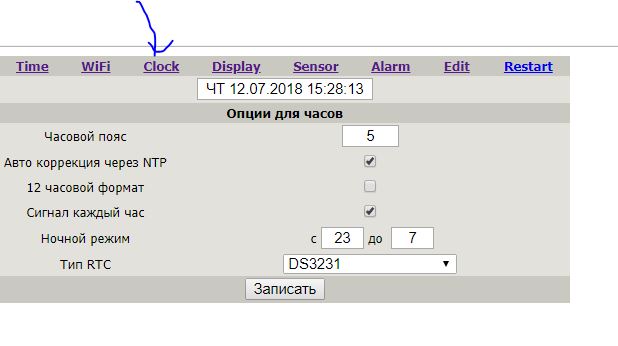 Time WiFi Clock Display Sensor Alarm Edit Restart
ЧТ 12.07.2018 15:28:13
Опции для часов
Часовой пояс 5
Авто коррекция через NTP
12 часовой формат
Сигнал каждый час
Ночной режим с 23 до 7
Тип RTC DS3231
Записать